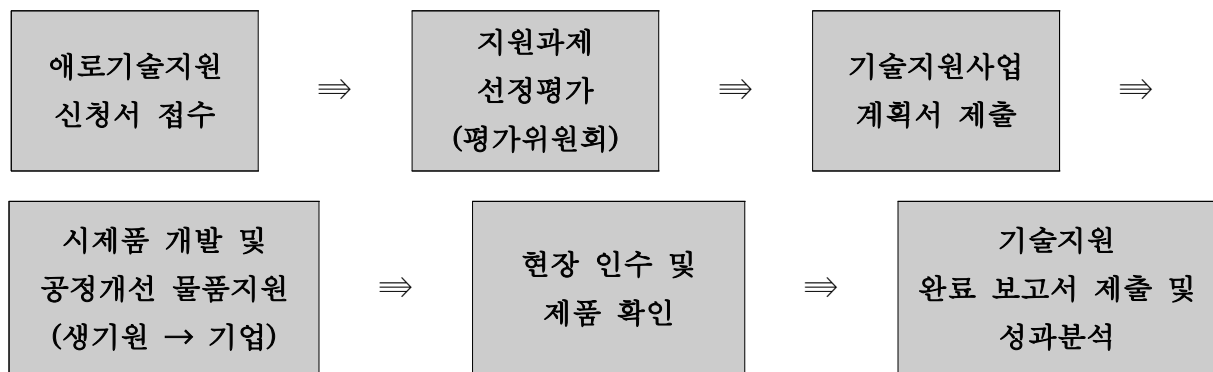 애로기술지원
신청서 접수
⇛
지원과제
선정평가
(평가위원회)
⇛
기술지원사업
계획서 제출
⇛
시제품 개발 및
공정개선 물품지원
(생기원 → 기업)
⇛
현장 인수 및
제품 확인
⇛
기술지원
완료 보고서 제출 및
성과분석